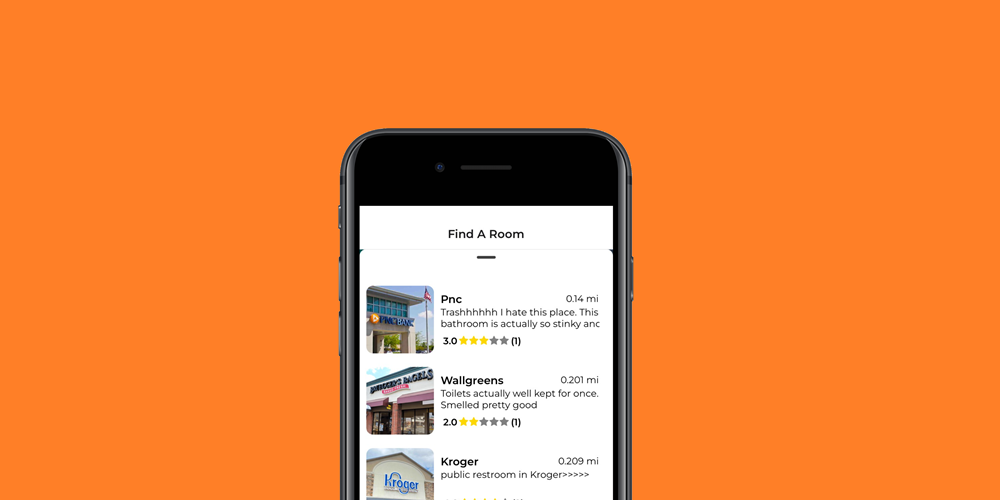 Find A Room
Pnc
0.14 mi
Trashhhhhh I hate this place. This
bathroom is actually so stinky and
3.0 (1)
PNC BANK
Wallgreens
0.201 mi
Toilets actually well kept for once.
Smelled pretty good
2.0 (1)
BRUEGGER'S BAGELS
Kroger
0.209 mi
public restroom in Kroger>>>>>
Kroger